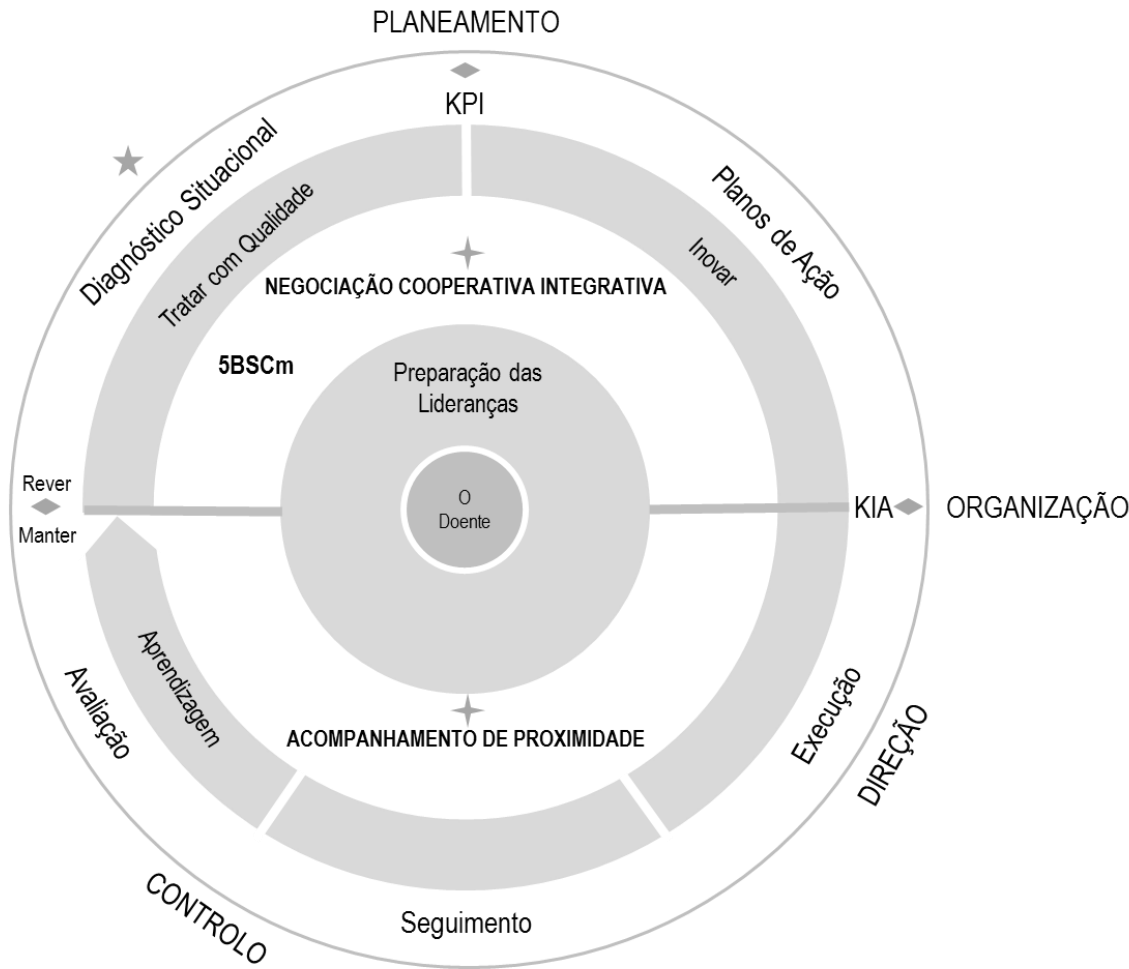 PLANEAMENTO
KPI
Diagnóstico Situacional
Tratar com Qualidade
Planos de Ação
Inovar
NEGOCIAÇÃO COOPERATIVA INTEGRATIVA
5BSCm
Preparação das
Lideranças
O
Doente
Rever
Manter
KIA
ORGANIZAÇÃO
Aprendizagem
Avaliação
ACOMPANHAMENTO DE PROXIMIDADE
Execução
DIREÇÃO
Seguimento
CONTROLO